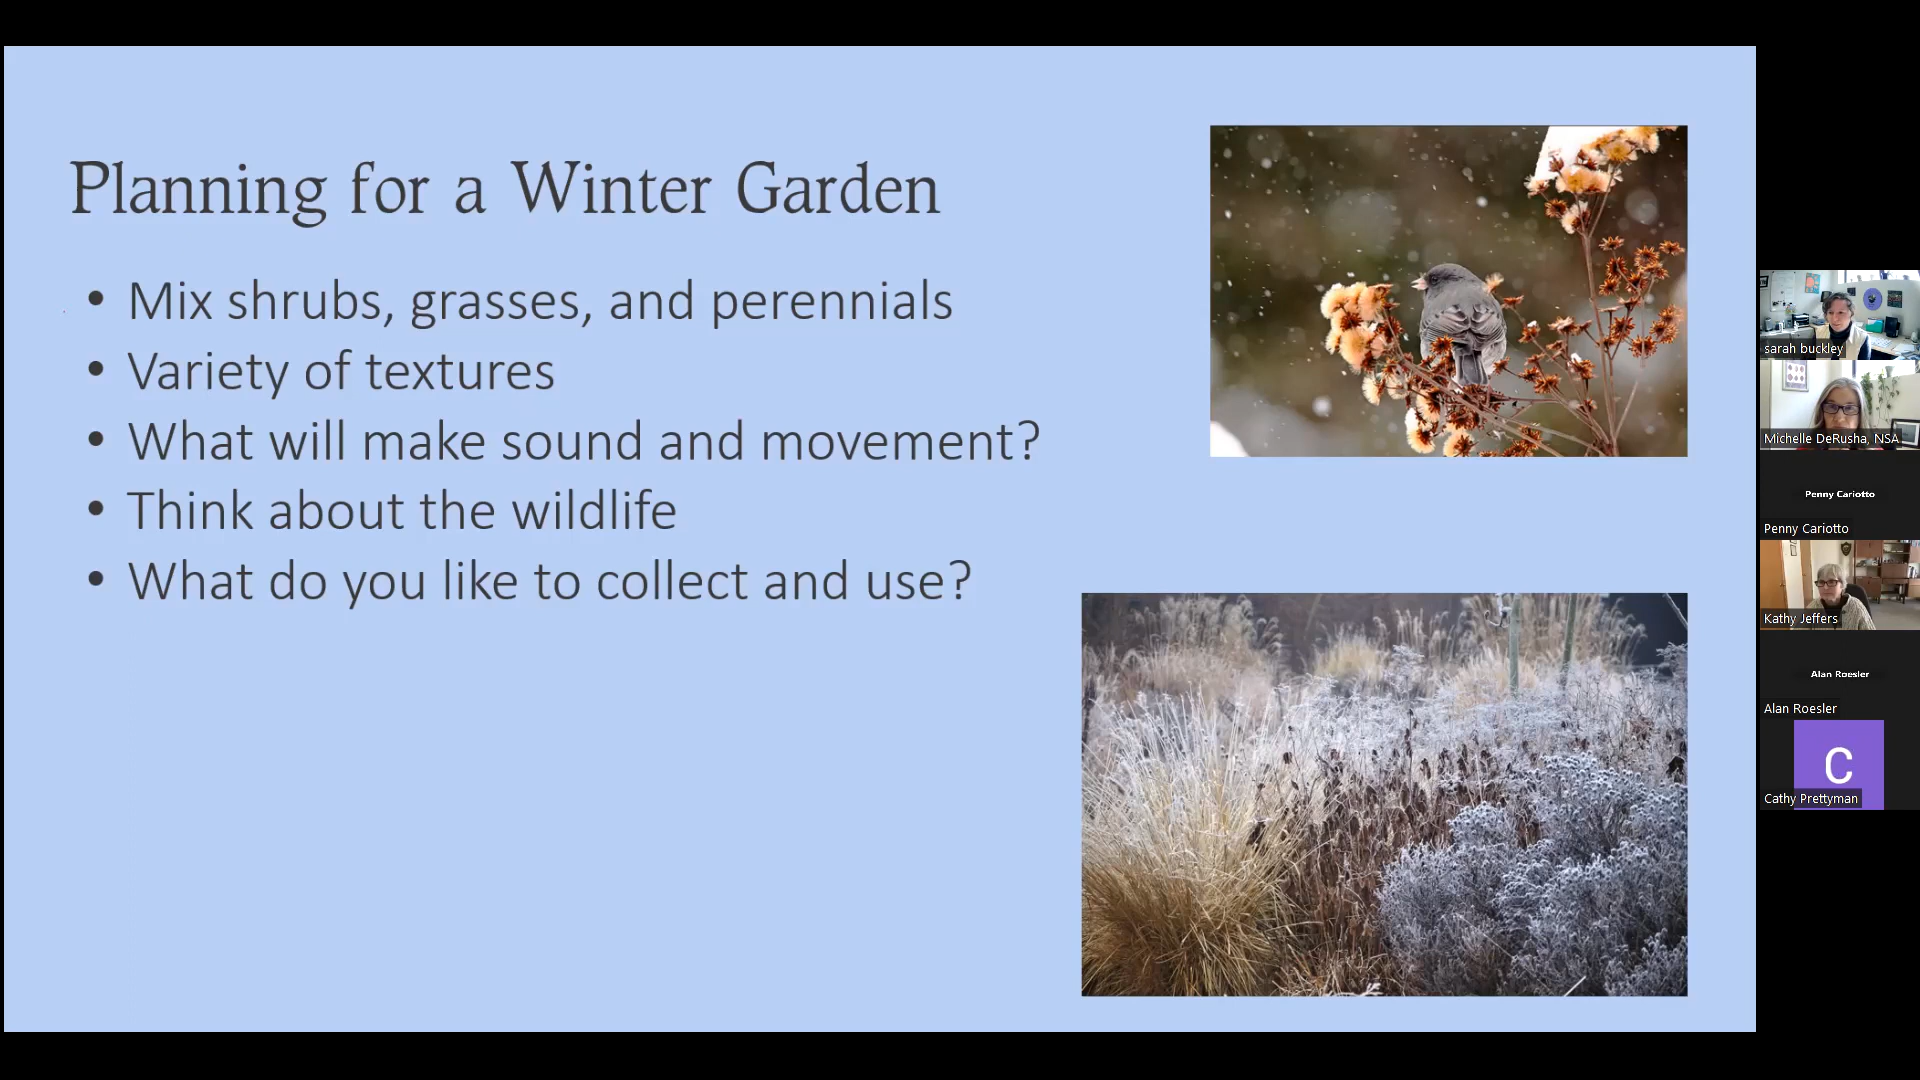 Planning for a Winter Garden
• Mix shrubs, grasses, and perennials
• Variety of textures
• What will make sound and movement?
• Think about the wildlife
• What do you like to collect and use?
sarah buckley
Michelle DeRusha, NSA
Penny Cariotto
Penny Cariotto
Kathy Jeffers
Alan Roesler
Alan Roesler
C
Cathy Prettyman